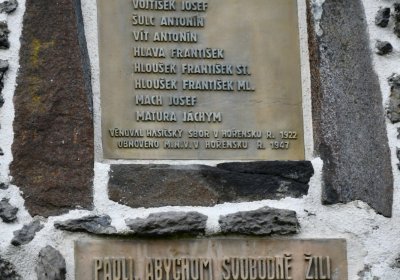 VOJTÍŠEK JOSEF
ŠULC ANTONÍN
VÍT ANTONÍN
HLAVA FRANTIŠEK
HLOUŠEK FRANTIŠEK ST.
HLOUŠEK FRANTIŠEK ML.
MACH JOSEF
MATURA JÁCHYM
VĚNOVAL HASIČSKÝ SBOR V HOŘENSKU R. 1922
OBNOVENO M.N.V. V HOŘENSKU R. 1947
PADLI, ABYCHOM SVOBODNĚ ŽILI